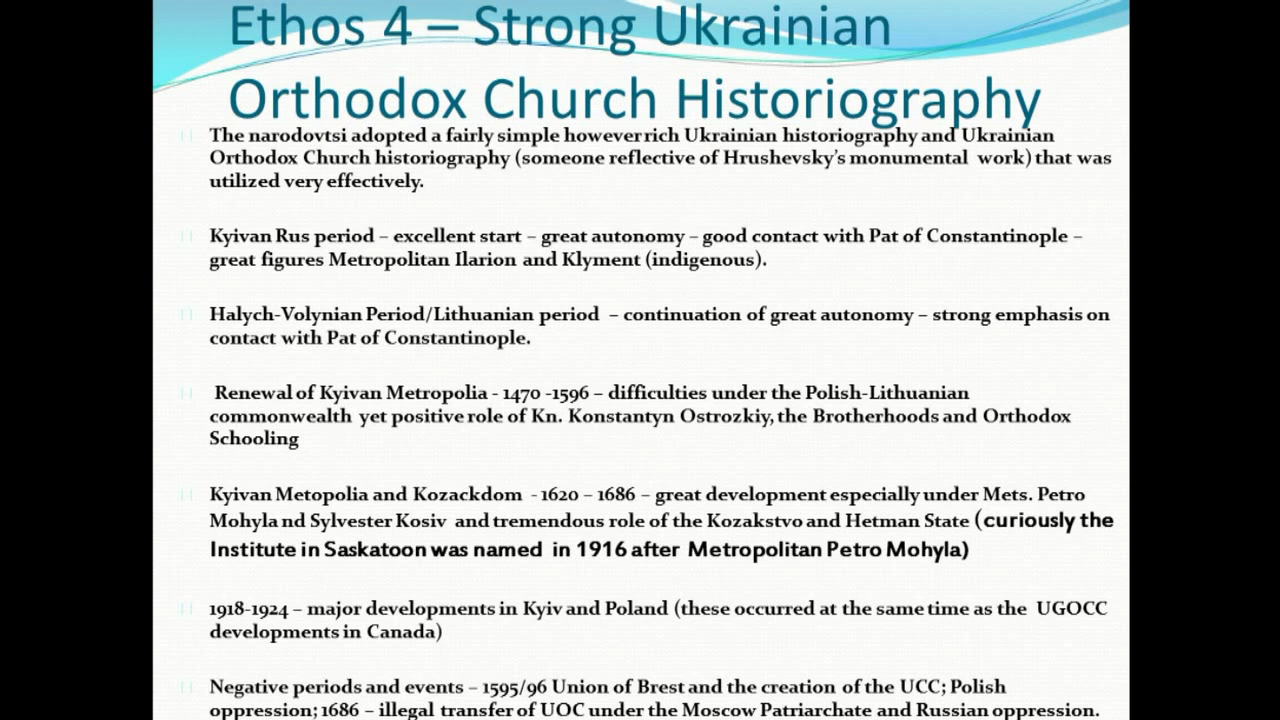 Ethos 4 – Strong Ukrainian
Orthodox Church Historiography
The narodovtsi adopted a fairly simple however rich Ukrainian historiography and Ukrainian
Orthodox Church historiography (someone reflective of Hrushevsky's monumental work) that was
utilized very effectively.
Kyivan Rus period – excellent start – great autonomy – good contact with Pat of Constantinople –
great figures Metropolitan Ilarion and Klyment (indigenous).
Halych-Volynian Period/Lithuanian period – continuation of great autonomy – strong emphasis on
contact with Pat of Constantinople.
Renewal of Kyivan Metropolia - 1470 -1596 – difficulties under the Polish-Lithuanian
commonwealth yet positive role of Kn. Konstantyn Ostrozkiy, the Brotherhoods and Orthodox
Schooling
Kyivan Metopolia and Kozackdom - 1620 – 1686 – great development especially under Mets. Petro
Mohyla nd Sylvester Kosiv and tremendous role of the Kozakstvo and Hetman State (curiously the
Institute in Saskatoon was named in 1916 after Metropolitan Petro Mohyla)
1918-1924 – major developments in Kyiv and Poland (these occurred at the same time as the UGOCC
developments in Canada)
Negative periods and events – 1595/96 Union of Brest and the creation of the UCC; Polish
oppression; 1686 – illegal transfer of UOC under the Moscow Patriarchate and Russian oppression.